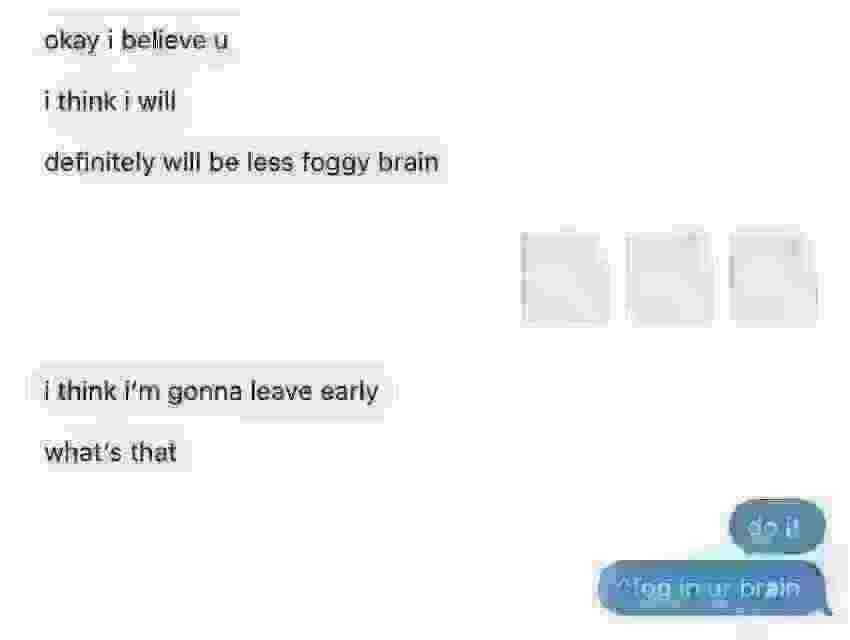 okay i believe u
i think i will
definitely will be less foggy brain
i think i'm gonna leave early
what's that
do it
^fog in ur brain